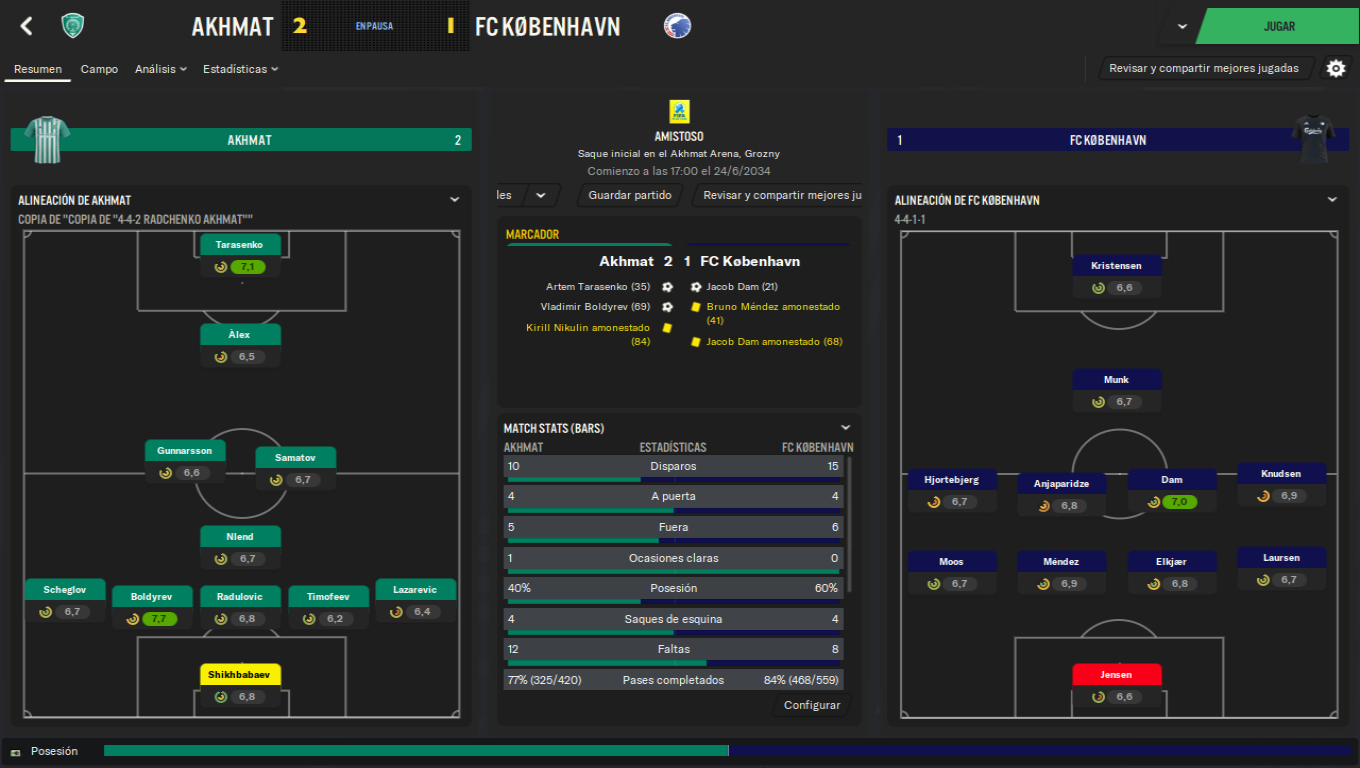 AKHMAT 2 EN PAUSA 1 FC KØBENHAVN
JUGAR
Resumen Campo Análisis Estadísticas
Revisar y compartir mejores jugadas
AKHMAT 2
ALINEACIÓN DE AKHMAT
COPIA DE "COPIA DE "4-4-2 RADCHENKO AKHMAT""
Tarasenko
7,1
Àlex
6,5
Gunnarsson
6,6
Samatov
6,7
Nlend
6,7
Scheglov
6,7
Boldyrev
7,7
Radulovic
6,8
Timofeev
6,2
Lazarevic
6,4
Shikhbabaev
6,8
FIFA
AMISTOSO
Saque inicial en el Akhmat Arena, Grozny
Comienzo a las 17:00 el 24/6/2034
les
Guardar partido
Revisar y compartir mejores ju
MARCADOR
Akhmat 2 1 FC København
Artem Tarasenko (35)
Vladimir Boldyrev (69)
Kirill Nikulin amonestado
(84)
Jacob Dam (21)
Bruno Méndez amonestado
(41)
Jacob Dam amonestado (68)
MATCH STATS (BARS)
AKHMAT ESTADÍSTICAS FC KØBENHAVN
10 Disparos 15
4 A puerta 4
5 Fuera 6
1 Ocasiones claras 0
40% Posesión 60%
4 Saques de esquina 4
12 Faltas 8
77% (325/420) Pases completados 84% (468/559)
Configurar
1 FC KØBENHAVN
Carlsberg
ALINEACIÓN DE FC KØBENHAVN
4-4-1-1
Kristensen
6,6
Munk
6,7
Hjortebjerg
6,7
Anjaparidze
6,8
Dam
7,0
Knudsen
6,9
Moos
6,7
Méndez
6,9
Elkjær
6,8
Laursen
6,7
Jensen
6,6
Posesión